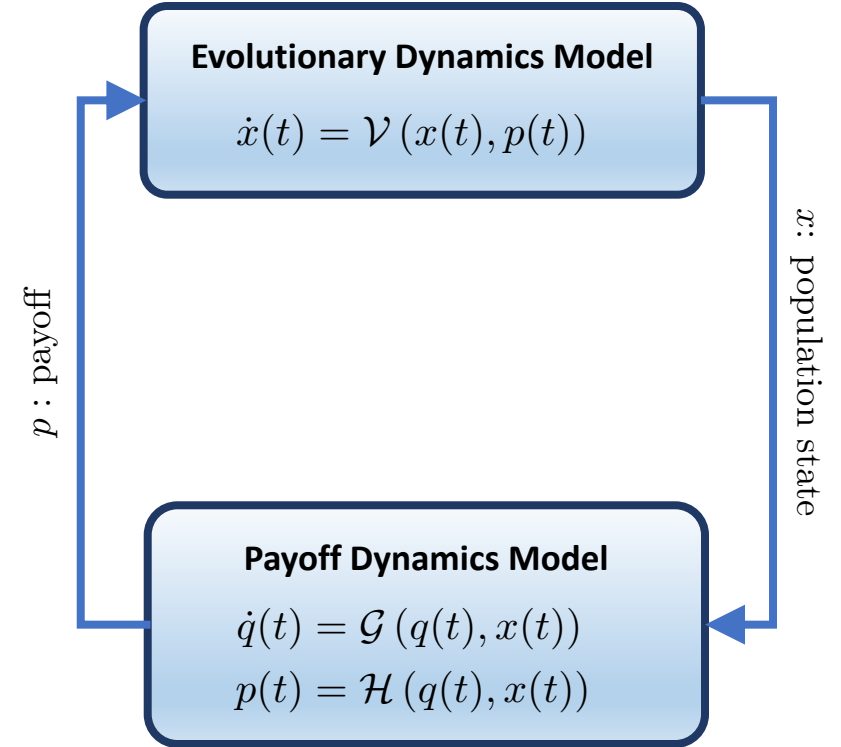 Evolutionary Dynamics Model
ẋ(t) = 𝒱 (x(t), p(t))
p : payoff
x: population state
Payoff Dynamics Model
q̇(t) = 𝒢 (q(t), x(t))
p(t) = ℋ (q(t), x(t))